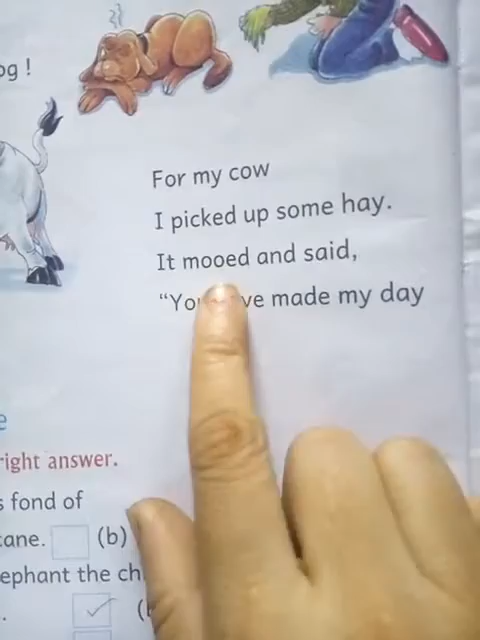 og !
For my cow
I picked up some hay.
It mooed and said,
“Yo ve made my day
e
right answer.
s fond of
cane. (b)
ephant the ch
.